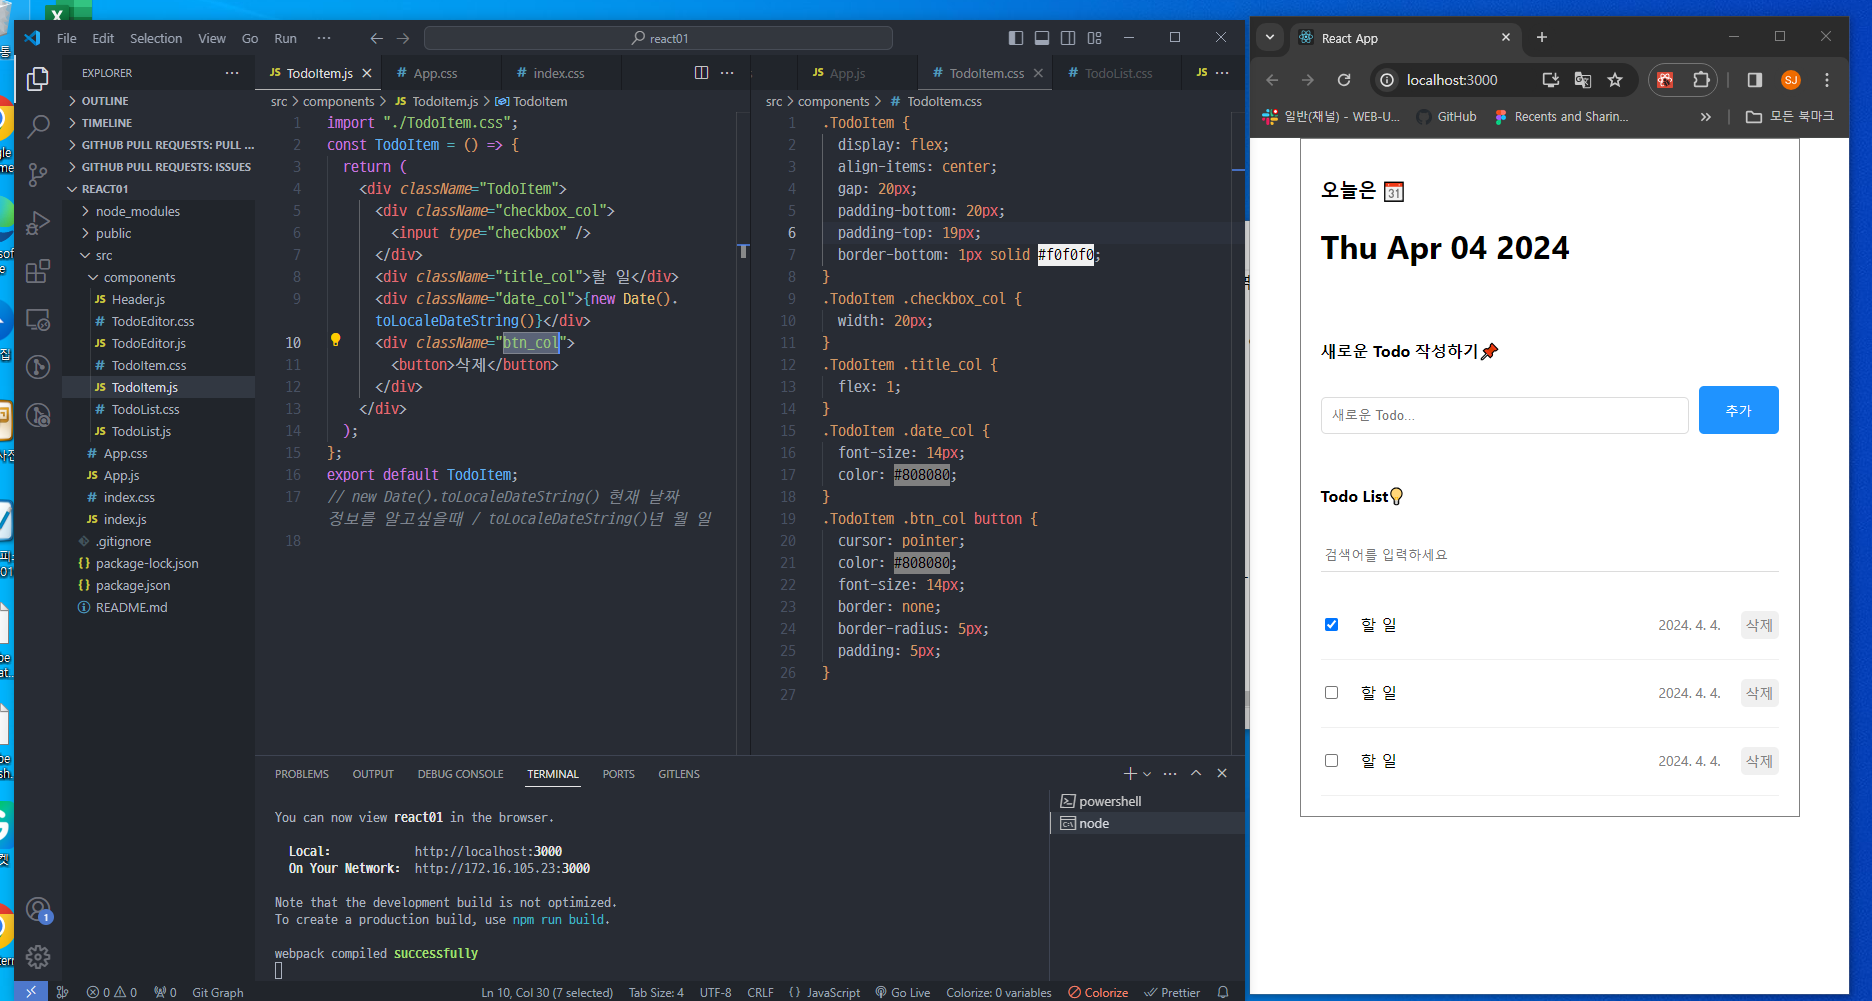 File Edit Selection View Go Run ··· react01
EXPLORER ···
OUTLINE
TIMELINE
GITHUB PULL REQUESTS: PULL ...
GITHUB PULL REQUESTS: ISSUES
REACT01
node_modules
public
src
components
JS Header.js
# TodoEditor.css
JS TodoEditor.js
# TodoItem.css
JS TodoItem.js
# TodoList.css
JS TodoList.js
# App.css
JS App.js
# index.css
JS index.js
.gitignore
{} package-lock.json
{} package.json
README.md
JS TodoItem.js # App.css # index.css ···
src > components > JS TodoItem.js > TodoItem
1 import "./TodoItem.css";
2 const TodoItem = () => {
3 return (
4 <div className="TodoItem">
5 <div className="checkbox_col">
6 <input type="checkbox" />
7 </div>
8 <div className="title_col">할 일</div>
9 <div className="date_col">{new Date().
toLocaleDateString()}</div>
10 <div className="btn_col">
11 <button>삭제</button>
12 </div>
13 </div>
14 );
15 };
16 export default TodoItem;
17 // new Date().toLocaleDateString() 현재 날짜
정보를 알고싶을때 / toLocaleDateString()년 월 일
18
JS App.js # TodoItem.css # TodoList.css JS ···
src > components > # TodoItem.css
1 .TodoItem {
2 display: flex;
3 align-items: center;
4 gap: 20px;
5 padding-bottom: 20px;
6 padding-top: 19px;
7 border-bottom: 1px solid #f0f0f0;
8 }
9 .TodoItem .checkbox_col {
10 width: 20px;
11 }
12 .TodoItem .title_col {
13 flex: 1;
14 }
15 .TodoItem .date_col {
16 font-size: 14px;
17 color: #808080;
18 }
19 .TodoItem .btn_col button {
20 cursor: pointer;
21 color: #808080;
22 font-size: 14px;
23 border: none;
24 border-radius: 5px;
25 padding: 5px;
26 }
27
PROBLEMS OUTPUT DEBUG CONSOLE TERMINAL PORTS GITLENS
You can now view react01 in the browser.
Local: http://localhost:3000
On Your Network: http://172.16.105.23:3000
Note that the development build is not optimized.
To create a production build, use npm run build.
webpack compiled successfully
powershell
node
1
0 0 0 Git Graph Ln 10, Col 30 (7 selected) Tab Size: 4 UTF-8 CRLF {} JavaScript Go Live Colorize: 0 variables Colorize Prettier
React App
localhost:3000 SJ
일반(채널) - WEB-U... GitHub Recents and Sharin... » 모든 북마크
오늘은 31
Thu Apr 04 2024
새로운 Todo 작성하기
새로운 Todo... 추가
Todo List
검색어를 입력하세요
할 일 2024. 4. 4. 삭제
할 일 2024. 4. 4. 삭제
할 일 2024. 4. 4. 삭제